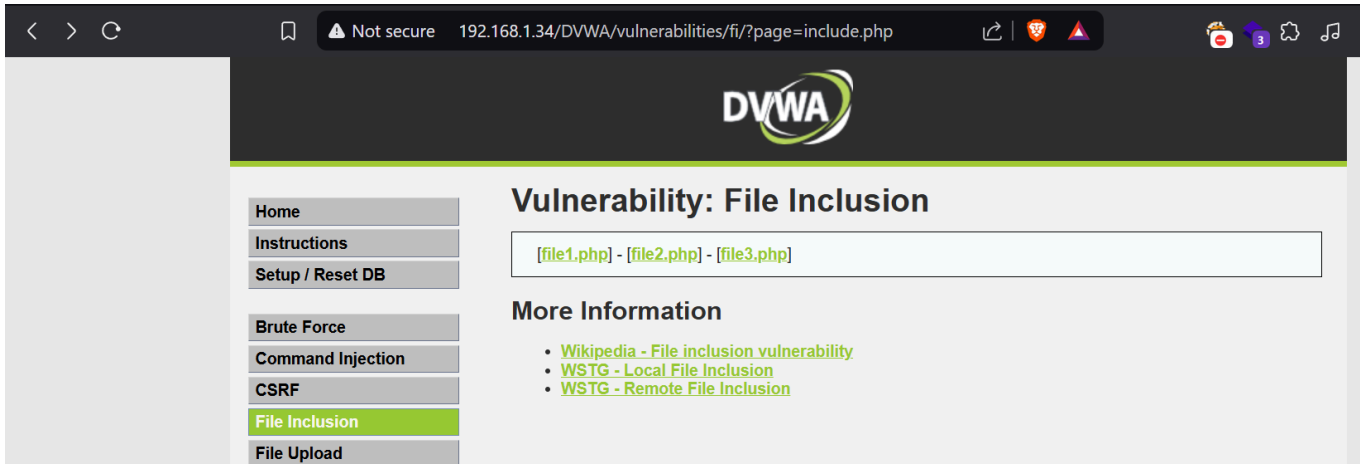 Not secure 192.168.1.34/DVWA/vulnerabilities/fi/?page=include.php
3
DVWA
Home
Instructions
Setup / Reset DB
Brute Force
Command Injection
CSRF
File Inclusion
File Upload
Vulnerability: File Inclusion
[file1.php] - [file2.php] - [file3.php]
More Information
• Wikipedia - File inclusion vulnerability
• WSTG - Local File Inclusion
• WSTG - Remote File Inclusion